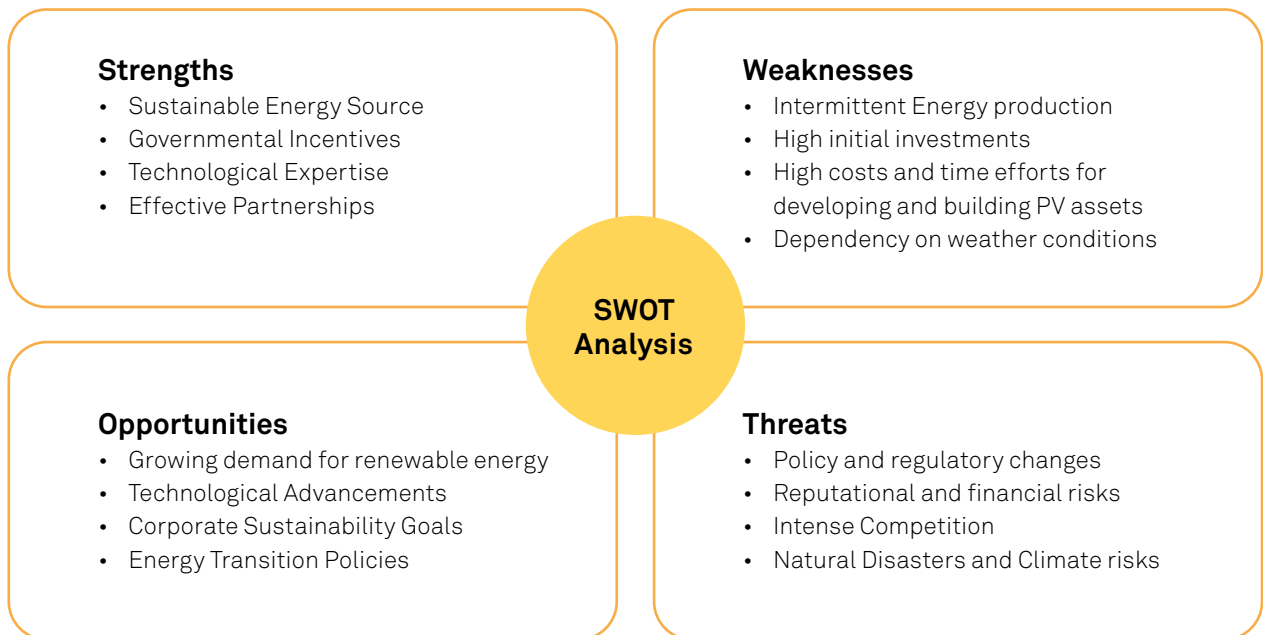 Strengths
• Sustainable Energy Source
• Governmental Incentives
• Technological Expertise
• Effective Partnerships
Weaknesses
• Intermittent Energy production
• High initial investments
• High costs and time efforts for
developing and building PV assets
• Dependency on weather conditions
SWOT
Analysis
Opportunities
• Growing demand for renewable energy
• Technological Advancements
• Corporate Sustainability Goals
• Energy Transition Policies
Threats
• Policy and regulatory changes
• Reputational and financial risks
• Intense Competition
• Natural Disasters and Climate risks